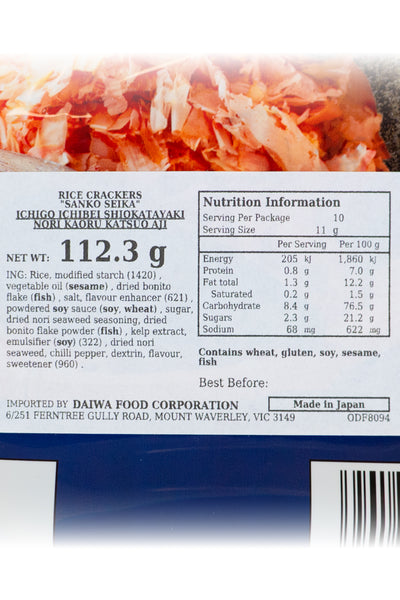 RICE CRACKERS
"SANKO SEIKA"
ICHIGO ICHIBEI SHIOKATAYAKI
NORI KAORU KATSUO AJI
NET WT: 112.3 g
ING: Rice, modified starch (1420) ,
vegetable oil (sesame) , dried bonito
flake (fish) , salt, flavour enhancer (621) ,
powdered soy sauce (soy, wheat) , sugar,
dried nori seaweed seasoning, dried
bonito flake powder (fish) , kelp extract,
emulsifier (soy) (322) , dried nori
seaweed, chilli pepper, dextrin, flavour,
sweetener (960) .
Nutrition Information
Serving Per Package 10
Serving Size 11 g
Per Serving Per 100 g
Energy 205 kJ 1,860 kJ
Protein 0.8 g 7.0 g
Fat total 1.3 g 12.2 g
Saturated 0.2 g 1.5 g
Carbohydrate 8.4 g 76.5 g
Sugars 2.3 g 21.2 g
Sodium 68 mg 622 mg
Contains wheat, gluten, soy, sesame,
fish
Best Before:
IMPORTED BY DAIWA FOOD CORPORATION
6/251 FERNTREE GULLY ROAD, MOUNT WAVERLEY, VIC 3149
Made in Japan
ODF8094